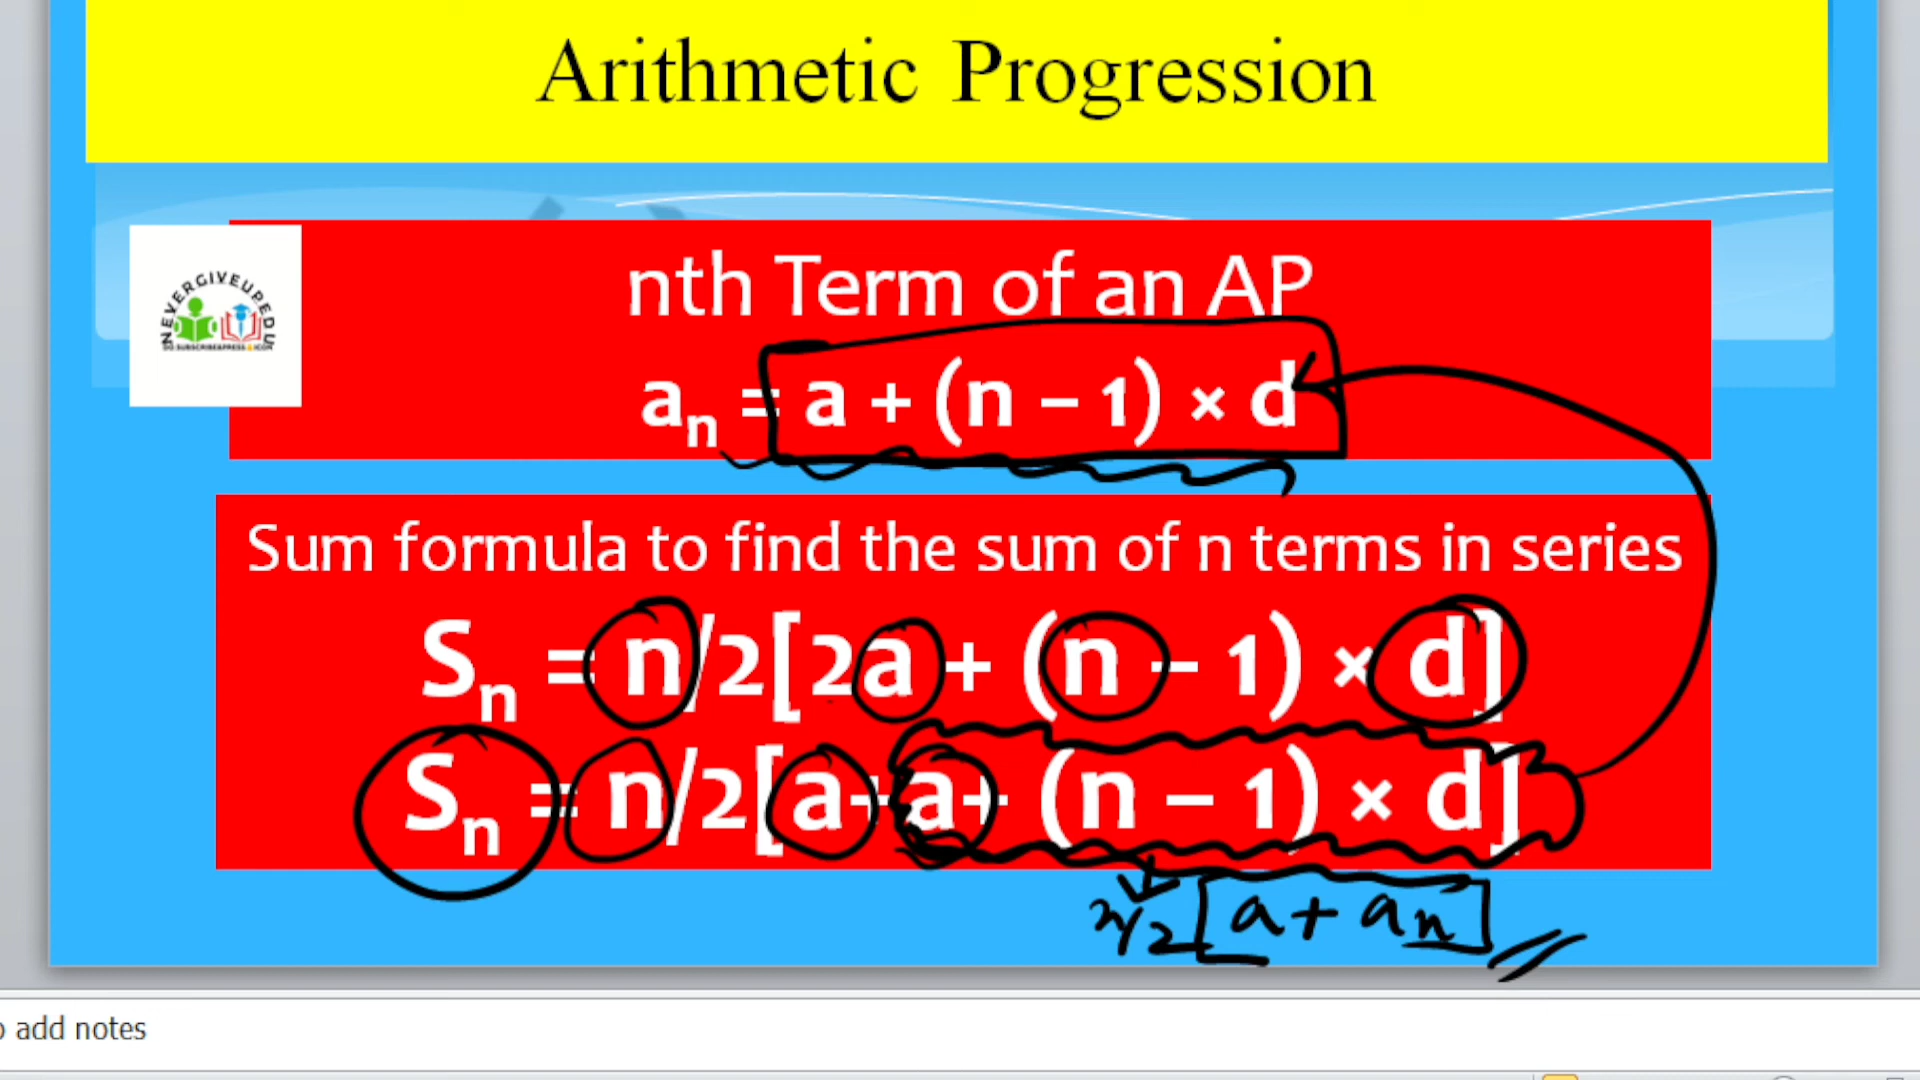 Arithmetic Progression
NEVERGIVEUPEDU
nth Term of an AP
aₙ = a + (n – 1) × d
Sum formula to find the sum of n terms in series
Sₙ = n/2[2a + (n – 1) × d]
Sₙ = n/2[a+a+ (n – 1) × d]
n/2 [a + aₙ]
add notes